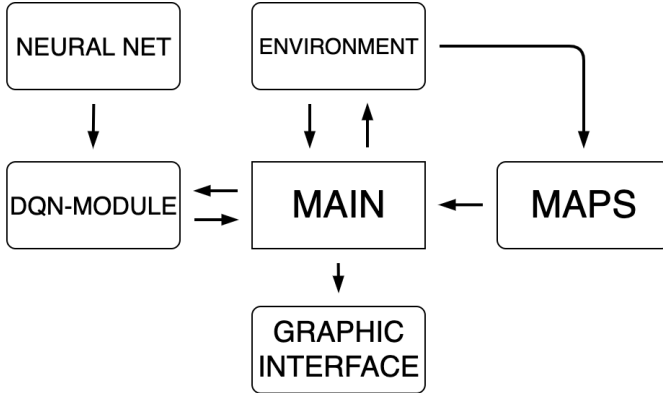 NEURAL NET
ENVIRONMENT
DQN-MODULE
MAIN
MAPS
GRAPHIC
INTERFACE